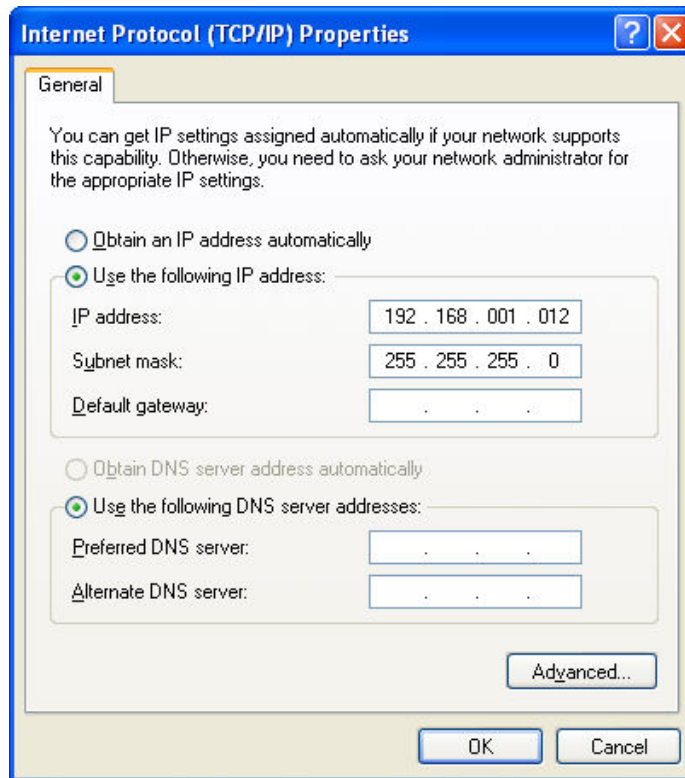 Internet Protocol (TCP/IP) Properties
General
You can get IP settings assigned automatically if your network supports
this capability. Otherwise, you need to ask your network administrator for
the appropriate IP settings.
Obtain an IP address automatically
Use the following IP address:
IP address: 192 . 168 . 001 . 012
Subnet mask: 255 . 255 . 255 . 0
Default gateway: . . .
Obtain DNS server address automatically
Use the following DNS server addresses:
Preferred DNS server: . . .
Alternate DNS server: . . .
Advanced...
OK Cancel